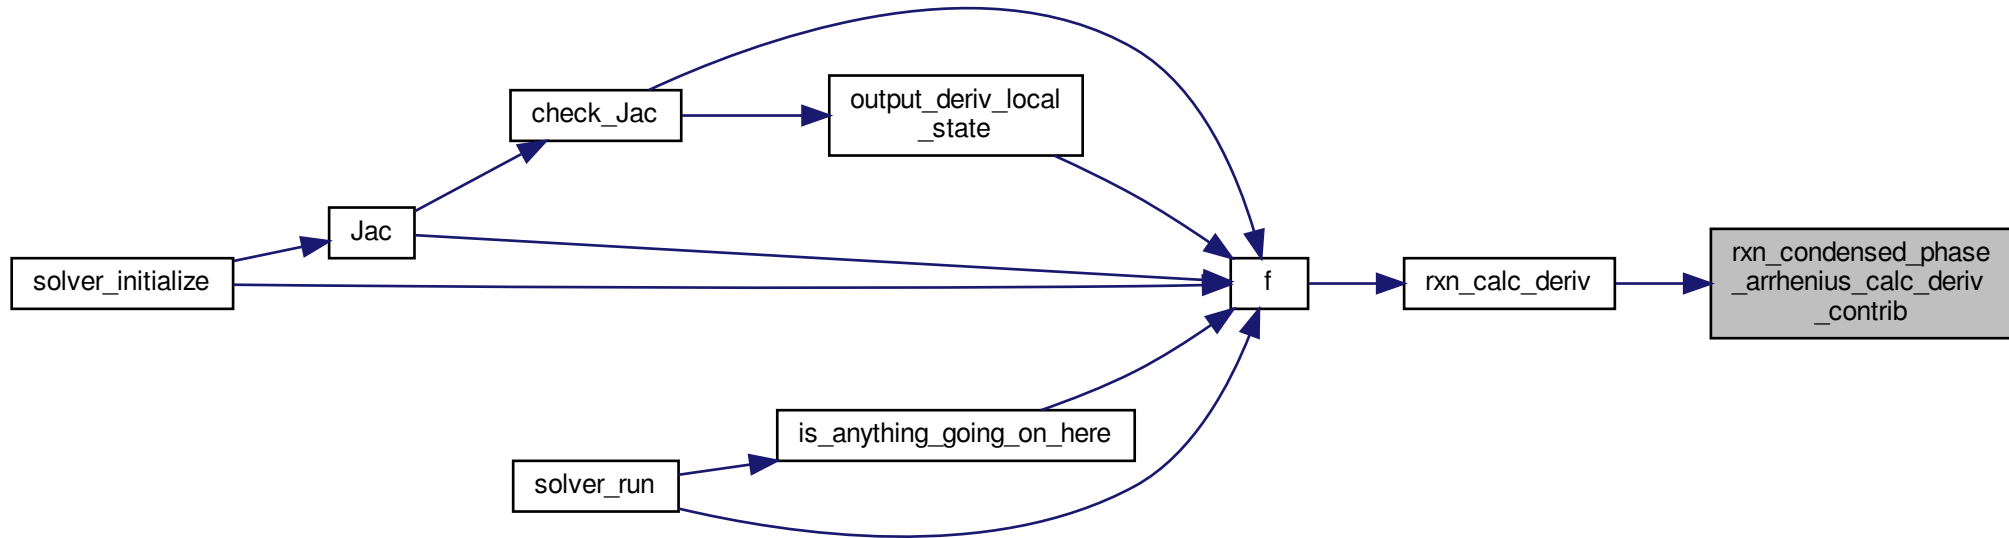 check_Jac
output_deriv_local
_state
Jac
solver_initialize
f
rxn_calc_deriv
rxn_condensed_phase
_arrhenius_calc_deriv
_contrib
is_anything_going_on_here
solver_run